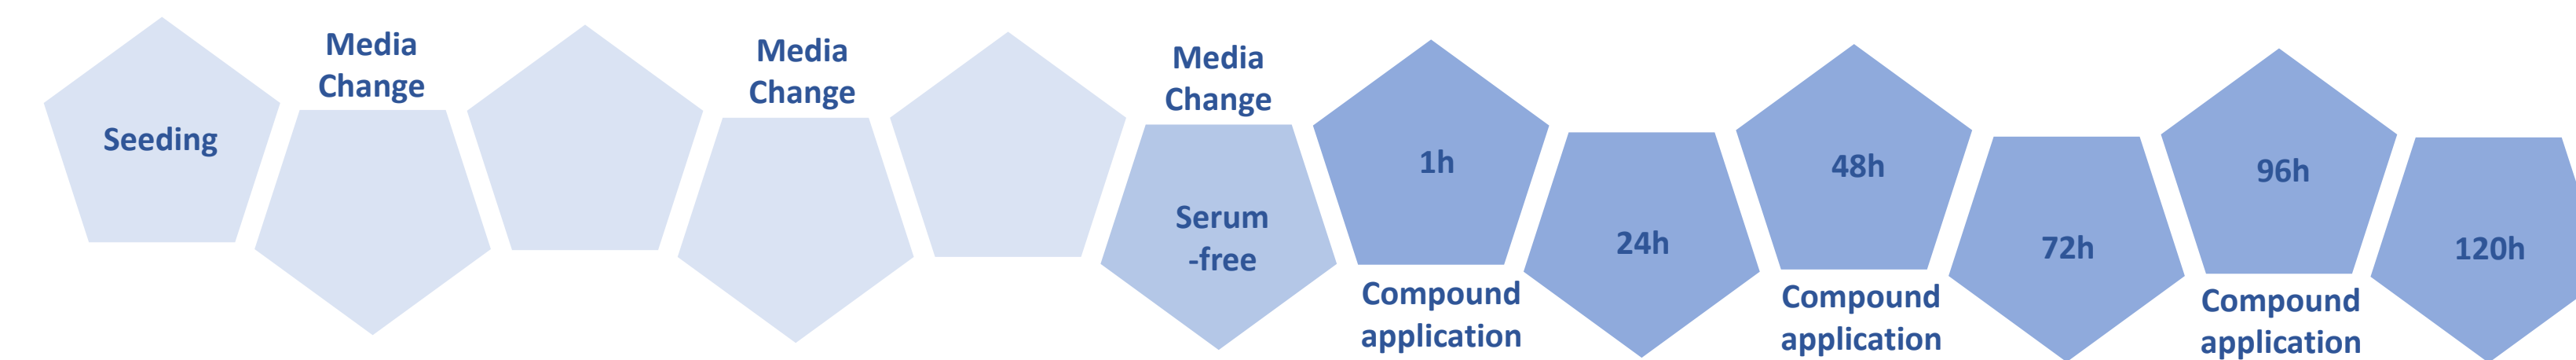 Seeding
Media
Change
Media
Change
Media
Change
Serum
-free
1h
Compound
application
24h
48h
Compound
application
72h
96h
Compound
application
120h